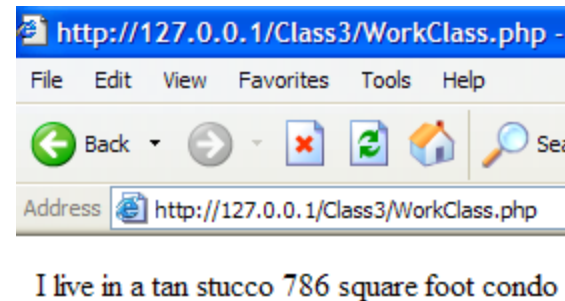 http://127.0.0.1/Class3/WorkClass.php -
File Edit View Favorites Tools Help
Back
Address http://127.0.0.1/Class3/WorkClass.php
I live in a tan stucco 786 square foot condo